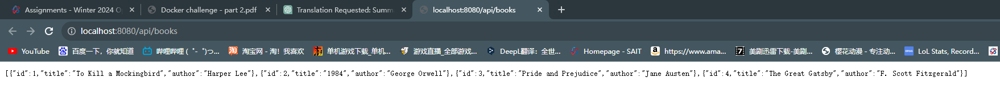 Assignments - Winter 2024 O
Docker challenge - part 2.pdf
Translation Requested: Summ
localhost:8080/api/books
localhost:8080/api/books
YouTube
百度一下，你就知道
哔哩哔哩 ( ゜- ゜)つ...
淘 淘宝网 - 淘！我喜欢
单机游戏下载_单机...
游戏直播_全部游戏...
DeepL翻译：全世...
Homepage - SAIT
a https://www.ama...
7 美剧迅雷下载-美剧...
樱花动漫 - 专注动...
OP.GG LoL Stats, Record...
[{"id":1,"title":"To Kill a Mockingbird","author":"Harper Lee"},{"id":2,"title":"1984","author":"George Orwell"},{"id":3,"title":"Pride and Prejudice","author":"Jane Austen"},{"id":4,"title":"The Great Gatsby","author":"F. Scott Fitzgerald"}]